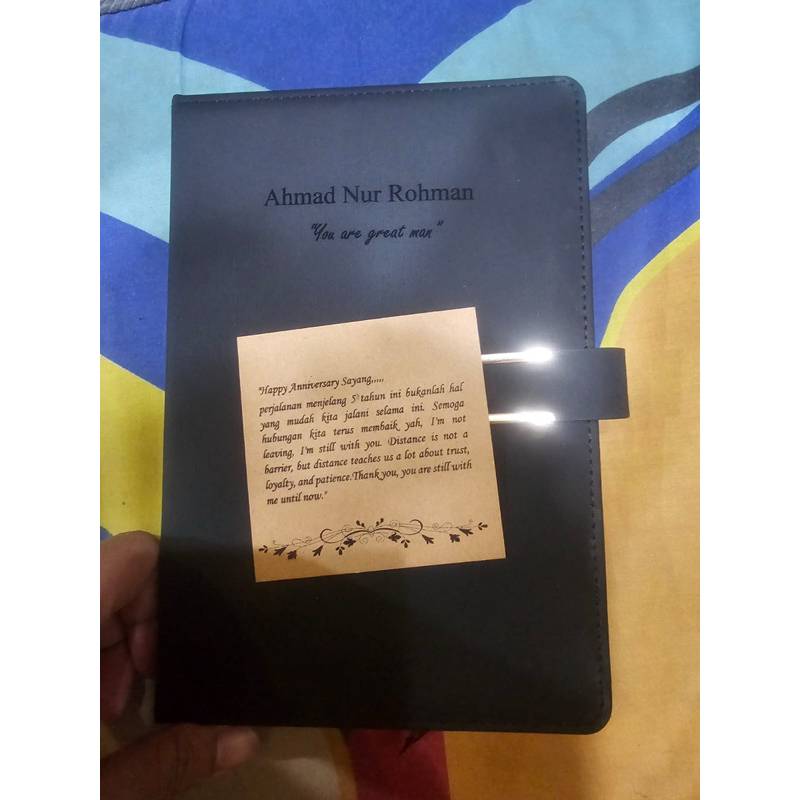 Ahmad Nur Rohman
"You are great man"
"Happy Anniversary Sayang,,,,,
perjalanan menjelang 5 tahun ini bukanlah hal
yang mudah kita jalani selama ini. Semoga
hubungan kita terus membaik yah, I'm not
leaving, I'm still with you. Distance is not a
barrier, but distance teaches us a lot about trust,
loyalty, and patience.Thank you, you are still with
me until now."